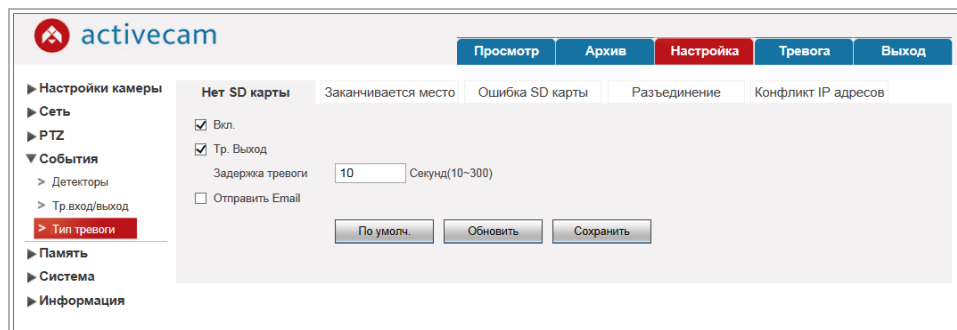 activecam
Просмотр Архив Настройка Тревога Выход
Настройки камеры
Сеть
PTZ
События
> Детекторы
> Тр.вход/выход
> Тип тревоги
Память
Система
Информация
Нет SD карты Заканчивается место Ошибка SD карты Разъединение Конфликт IP адресов
Вкл.
Тр. Выход
Задержка тревоги 10 Секунд(10~300)
Отправить Email
По умолч. Обновить Сохранить